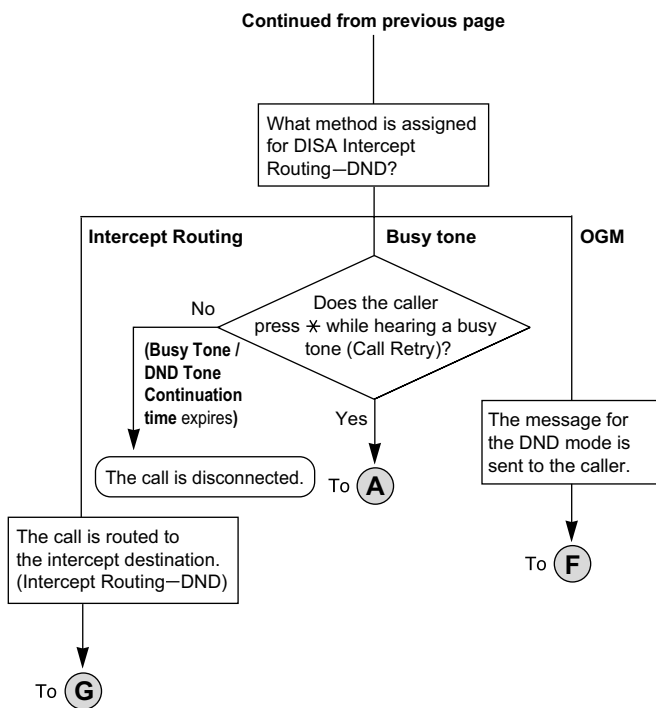 Continued from previous page
What method is assigned
for DISA Intercept
Routing—DND?
Intercept Routing
Busy tone
OGM
No
Does the caller
press ✳ while hearing a busy
tone (Call Retry)?
(Busy Tone /
DND Tone
Continuation
time expires)
Yes
The call is disconnected.
To A
The message for
the DND mode is
sent to the caller.
To F
The call is routed to
the intercept destination.
(Intercept Routing—DND)
To G